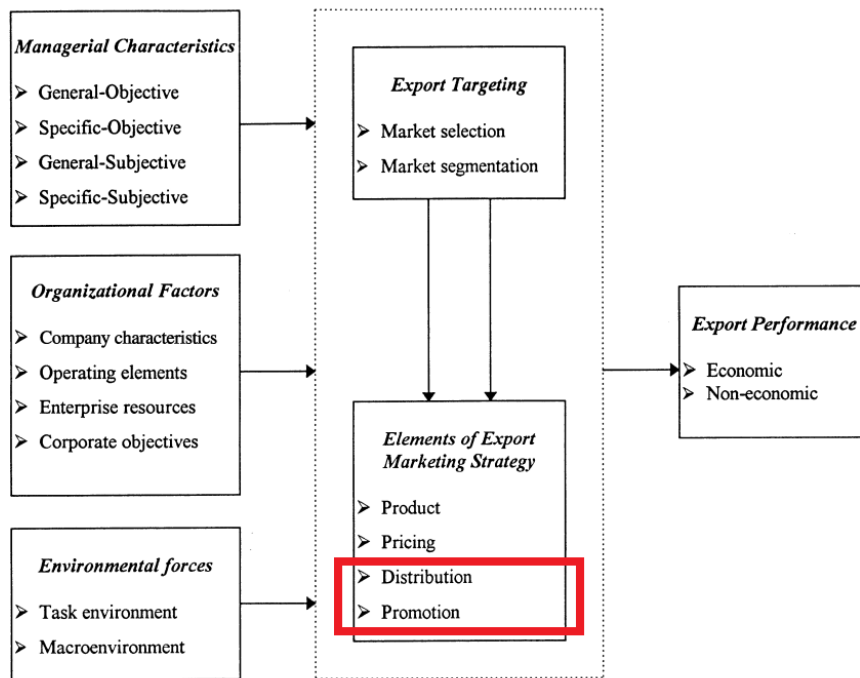 Managerial Characteristics
General-Objective
Specific-Objective
General-Subjective
Specific-Subjective
Organizational Factors
Company characteristics
Operating elements
Enterprise resources
Corporate objectives
Environmental forces
Task environment
Macroenvironment
Export Targeting
Market selection
Market segmentation
Elements of Export
Marketing Strategy
Product
Pricing
Distribution
Promotion
Export Performance
Economic
Non-economic